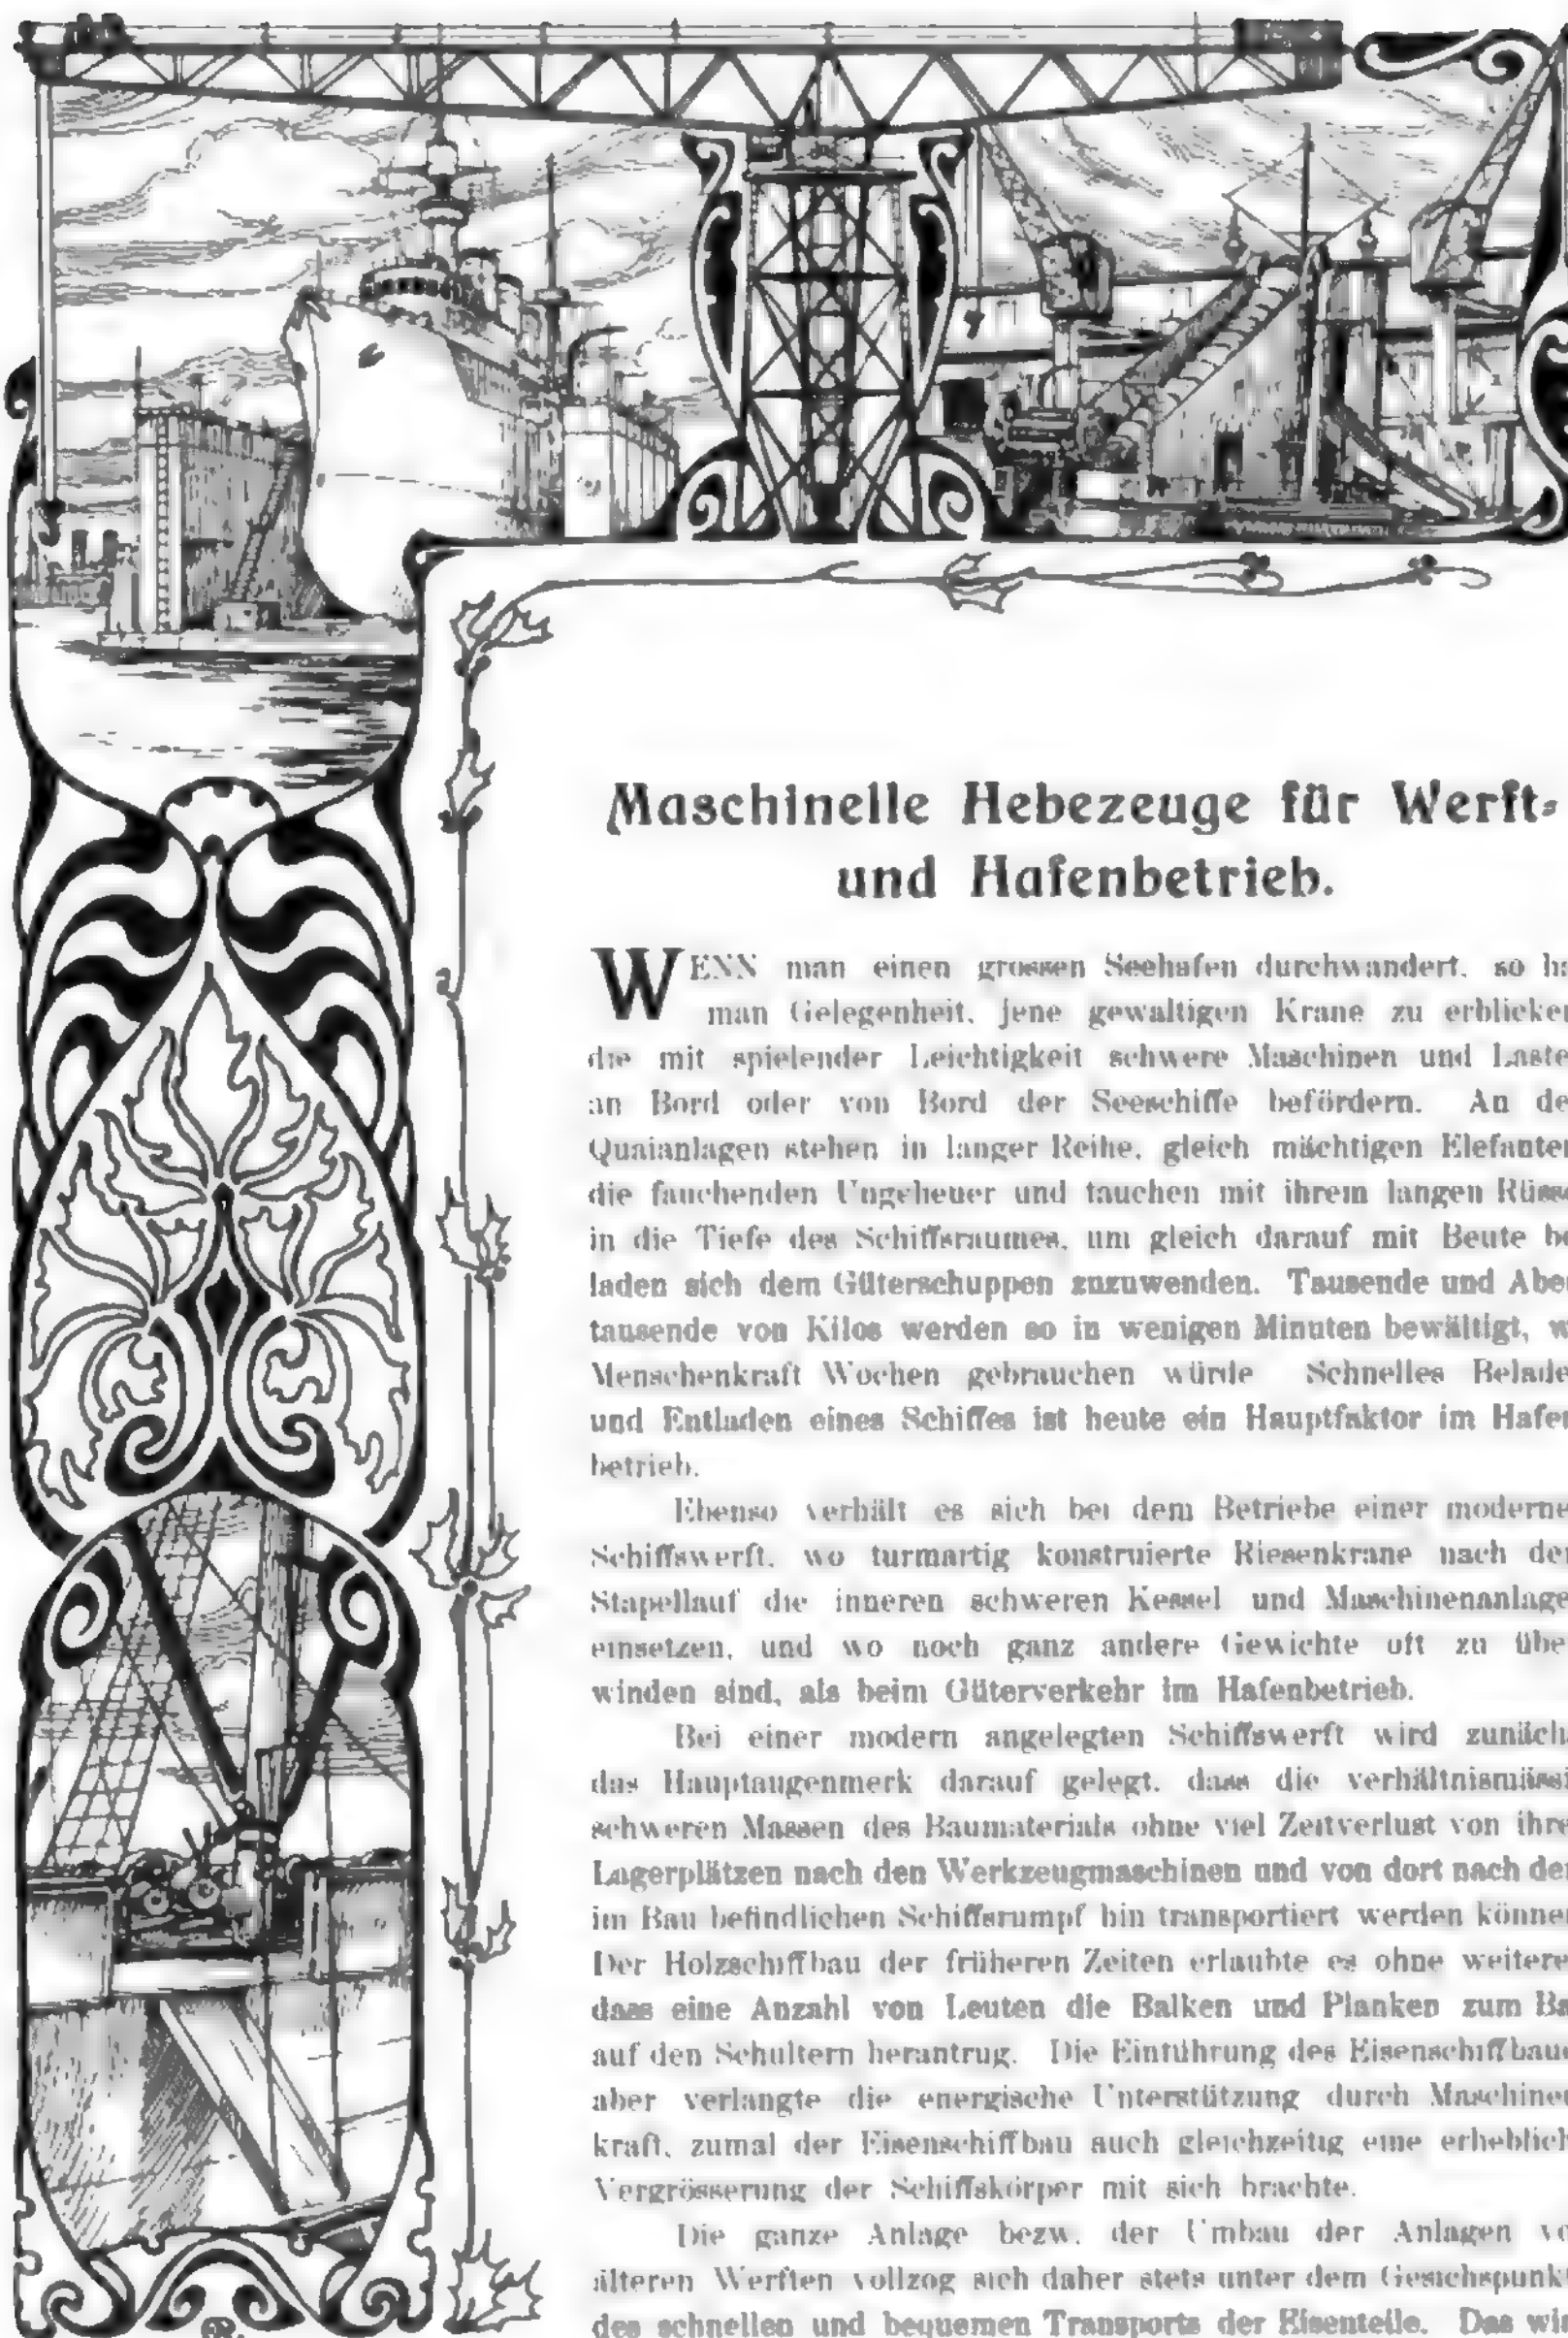 Maschinelle Hebezeuge für Werft-
und Hafenbetrieb.
WENN man einen grossen Seehafen durchwandert, so
man Gelegenheit, jene gewaltigen Krane zu erblicken
die mit spielender Leichtigkeit schwere Maschinen und Laste
an Bord oder von Bord der Seeschiffe befördern. An de
Quaianlagen stehen in langer Reihe, gleich mächtigen Elefanten
die fauchenden Ungeheuer und tauchen mit ihrem langen Rüsse
in die Tiefe des Schiffsraumes, um gleich darauf mit Beute be
laden sich dem Güterschuppen zuzuwenden. Tausende und Aber
tausende von Kilos werden so in wenigen Minuten bewältigt, w
Menschenkraft Wochen gebrauchen würde Schnelles Belade
und Entladen eines Schiffes ist heute ein Hauptfaktor im Hafen
betrieb.
Ebenso verhält es sich bei dem Betriebe einer moderne
Schiffswerft, wo turmartig konstruierte Riesenkrane nach der
Stapellauf die inneren schweren Kessel und Maschinenanlage
einsetzen, und wo noch ganz andere Gewichte oft zu über
winden sind, als beim Güterverkehr im Hafenbetrieb.
Bei einer modern angelegten Schiffswerft wird zunäch
das Hauptaugenmerk darauf gelegt, dass die verhältnismässi
schweren Massen des Baumaterials ohne viel Zeitverlust von ihre
Lagerplätzen nach den Werkzeugmaschinen und von dort nach der
im Bau befindlichen Schiffsrumpf hin transportiert werden können
Der Holzschiffbau der früheren Zeiten erlaubte es ohne weitere
dass eine Anzahl von Leuten die Balken und Planken zum Ba
auf den Schultern herantrug. Die Einführung des Eisenschiffbaue
aber verlangte die energische Unterstützung durch Maschinen
kraft, zumal der Eisenschiffbau auch gleichzeitig eine erheblich
Vergrösserung der Schiffskörper mit sich brachte.
Die ganze Anlage bezw. der Umbau der Anlagen vo
älteren Werften vollzog sich daher stets unter dem Gesichspunkt
des schnellen und bequemen Transports der Eisenteile. Das wir